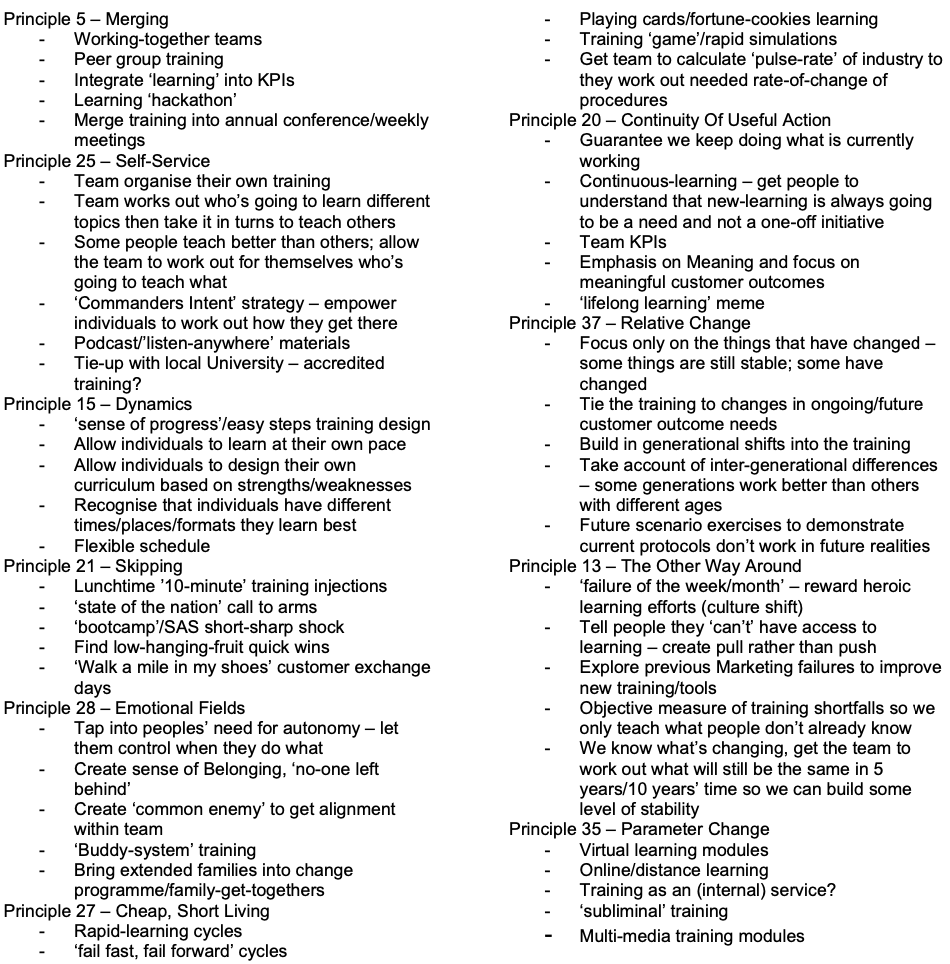 Principle 5 – Merging
- Working-together teams
- Peer group training
- Integrate ‘learning’ into KPIs
- Learning ‘hackathon’
- Merge training into annual conference/weekly
meetings
Principle 25 – Self-Service
- Team organise their own training
- Team works out who’s going to learn different
topics then take it in turns to teach others
- Some people teach better than others; allow
the team to work out for themselves who’s
going to teach what
- ‘Commanders Intent’ strategy – empower
individuals to work out how they get there
- Podcast/’listen-anywhere’ materials
- Tie-up with local University – accredited
training?
Principle 15 – Dynamics
- ‘sense of progress’/easy steps training design
- Allow individuals to learn at their own pace
- Allow individuals to design their own
curriculum based on strengths/weaknesses
- Recognise that individuals have different
times/places/formats they learn best
- Flexible schedule
Principle 21 – Skipping
- Lunchtime ’10-minute’ training injections
- ‘state of the nation’ call to arms
- ‘bootcamp’/SAS short-sharp shock
- Find low-hanging-fruit quick wins
- ‘Walk a mile in my shoes’ customer exchange
days
Principle 28 – Emotional Fields
- Tap into peoples’ need for autonomy – let
them control when they do what
- Create sense of Belonging, ‘no-one left
behind’
- Create ‘common enemy’ to get alignment
within team
- ‘Buddy-system’ training
- Bring extended families into change
programme/family-get-togethers
Principle 27 – Cheap, Short Living
- Rapid-learning cycles
- ‘fail fast, fail forward’ cycles
- Playing cards/fortune-cookies learning
- Training ‘game’/rapid simulations
- Get team to calculate ‘pulse-rate’ of industry to
they work out needed rate-of-change of
procedures
Principle 20 – Continuity Of Useful Action
- Guarantee we keep doing what is currently
working
- Continuous-learning – get people to
understand that new-learning is always going
to be a need and not a one-off initiative
- Team KPIs
- Emphasis on Meaning and focus on
meaningful customer outcomes
- ‘lifelong learning’ meme
Principle 37 – Relative Change
- Focus only on the things that have changed –
some things are still stable; some have
changed
- Tie the training to changes in ongoing/future
customer outcome needs
- Build in generational shifts into the training
- Take account of inter-generational differences
– some generations work better than others
with different ages
- Future scenario exercises to demonstrate
current protocols don’t work in future realities
Principle 13 – The Other Way Around
- ‘failure of the week/month’ – reward heroic
learning efforts (culture shift)
- Tell people they ‘can’t’ have access to
learning – create pull rather than push
- Explore previous Marketing failures to improve
new training/tools
- Objective measure of training shortfalls so we
only teach what people don’t already know
- We know what’s changing, get the team to
work out what will still be the same in 5
years/10 years’ time so we can build some
level of stability
Principle 35 – Parameter Change
- Virtual learning modules
- Online/distance learning
- Training as an (internal) service?
- ‘subliminal’ training
- Multi-media training modules